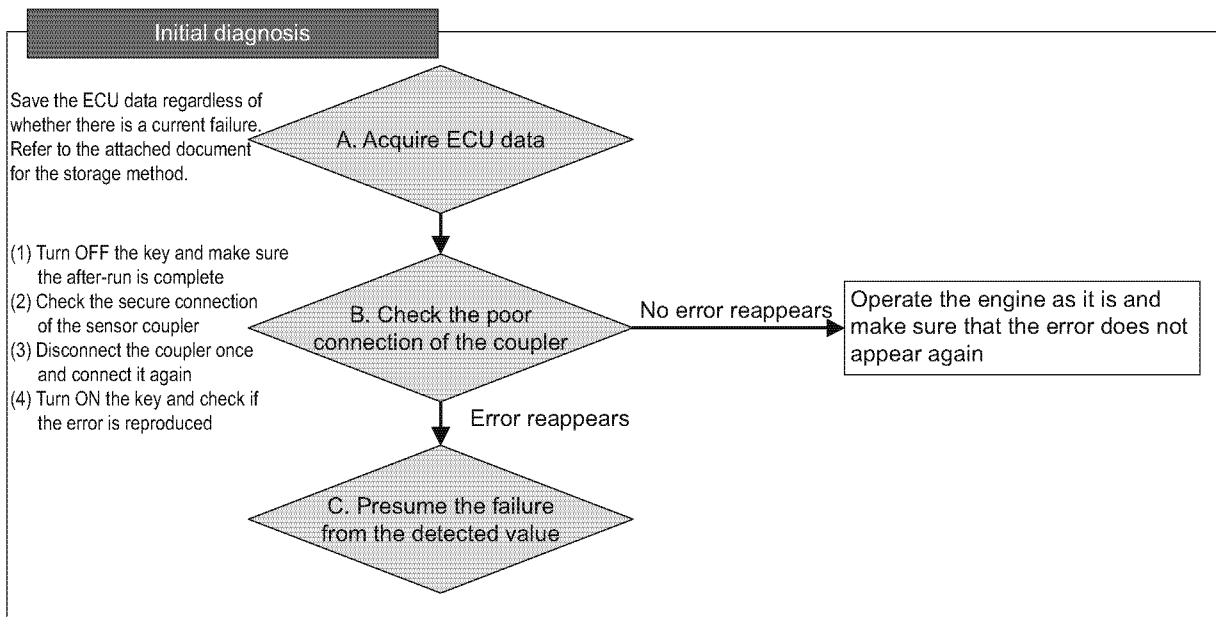 Initial diagnosis
Save the ECU data regardless of
whether there is a current failure.
Refer to the attached document
for the storage method.
A. Acquire ECU data
(1) Turn OFF the key and make sure
the after-run is complete
(2) Check the secure connection
of the sensor coupler
(3) Disconnect the coupler once
and connect it again
(4) Turn ON the key and check if
the error is reproduced
B. Check the poor
connection of the coupler
No error reappears
Operate the engine as it is and
make sure that the error does not
appear again
Error reappears
C. Presume the failure
from the detected value